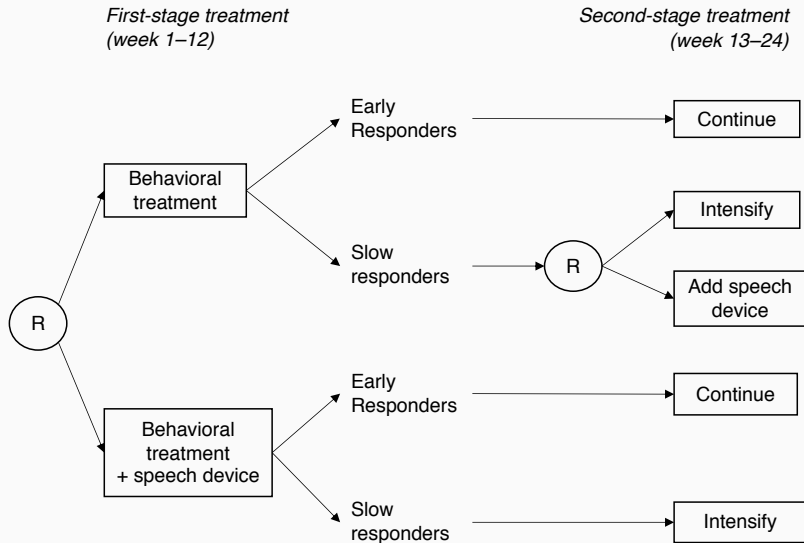 First-stage treatment
(week 1–12)
Second-stage treatment
(week 13–24)
Early
Responders
Continue
Behavioral
treatment
Intensify
Slow
responders
R
Add speech
device
R
Early
Responders
Continue
Behavioral
treatment
+ speech device
Slow
responders
Intensify